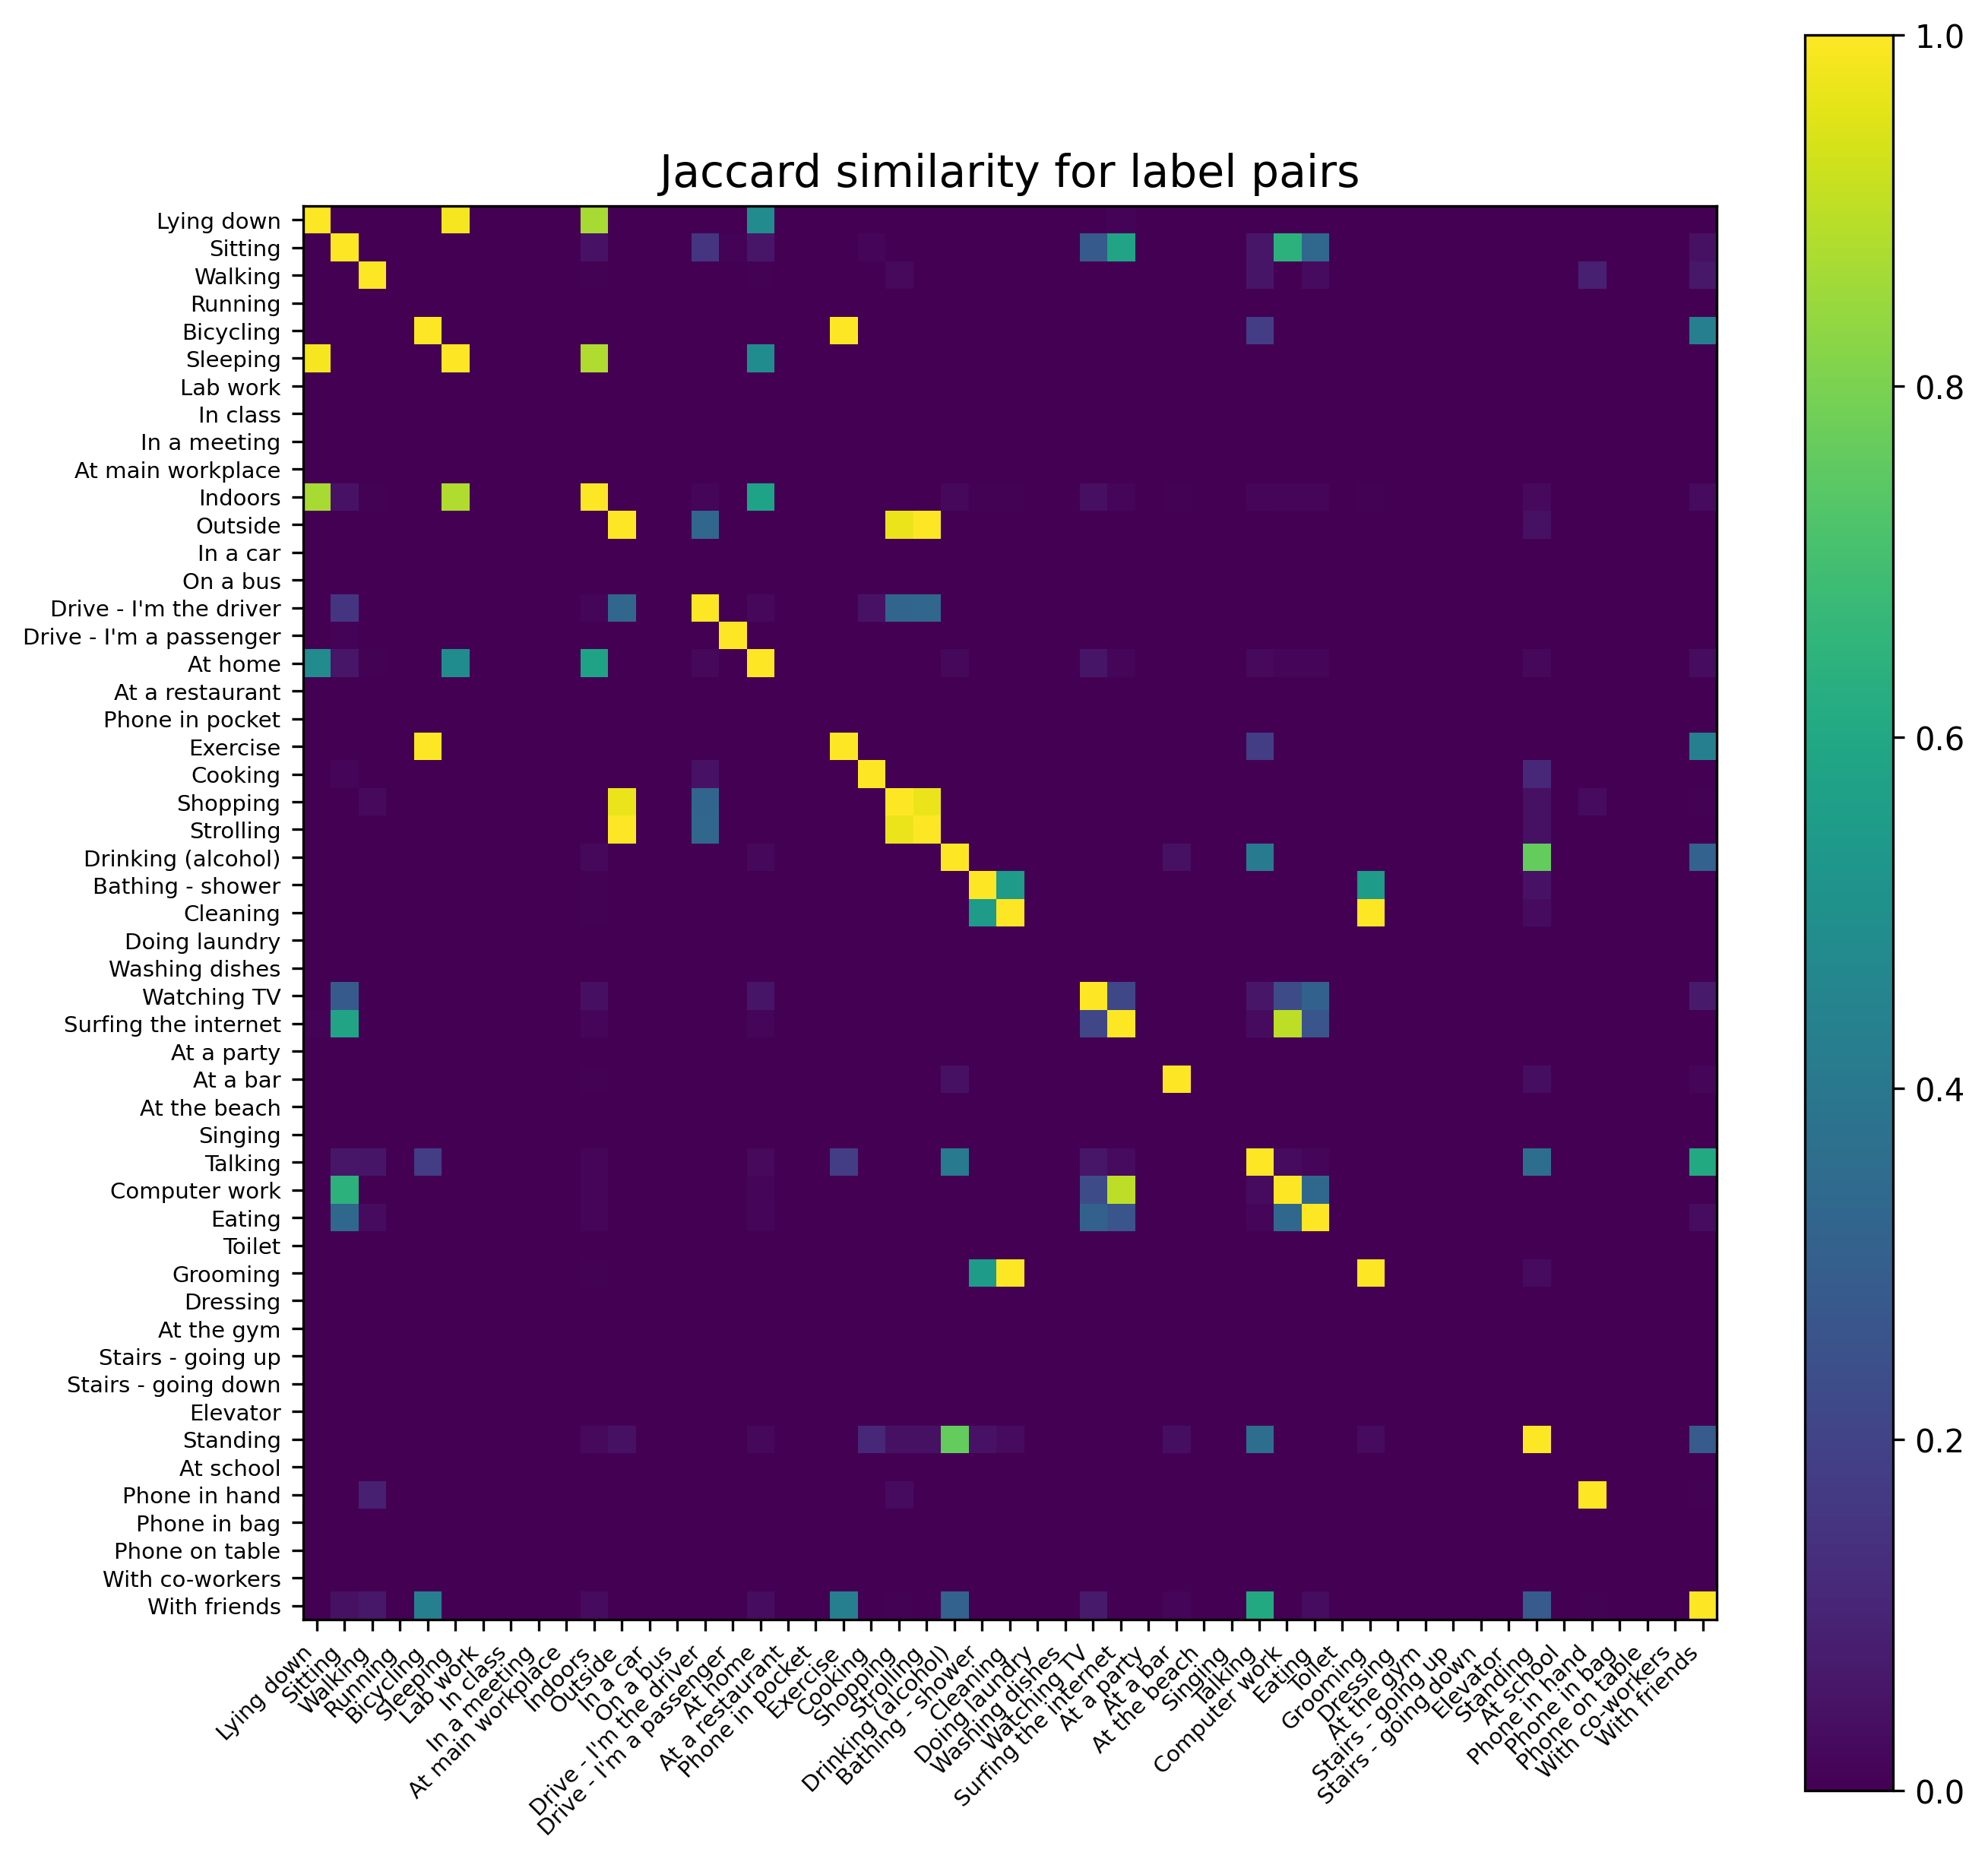 Jaccard similarity for label pairs
1.0
0.8
0.6
0.4
0.2
0.0
Lying down
Sitting
Walking
Running
Bicycling
Sleeping
Lab work
In class
In a meeting
At main workplace
Indoors
Outside
In a car
On a bus
Drive - I'm the driver
Drive - I'm a passenger
At home
At a restaurant
Phone in pocket
Exercise
Cooking
Shopping
Strolling
Drinking (alcohol)
Bathing - shower
Cleaning
Doing laundry
Washing dishes
Watching TV
Surfing the internet
At a party
At a bar
At the beach
Singing
Talking
Computer work
Eating
Toilet
Grooming
Dressing
At the gym
Stairs - going up
Stairs - going down
Elevator
Standing
At school
Phone in hand
Phone in bag
Phone on table
With co-workers
With friends
Lying down
Sitting
Walking
Running
Bicycling
Sleeping
Lab work
In class
In a meeting
At main workplace
Indoors
Outside
In a car
On a bus
Drive - I'm the driver
Drive - I'm a passenger
At home
At a restaurant
Phone in pocket
Exercise
Cooking
Shopping
Strolling
Drinking (alcohol)
Bathing - shower
Cleaning
Doing laundry
Washing dishes
Watching TV
Surfing the internet
At a party
At a bar
At the beach
Singing
Talking
Computer work
Eating
Toilet
Grooming
Dressing
At the gym
Stairs - going up
Stairs - going down
Elevator
Standing
At school
Phone in hand
Phone in bag
Phone on table
With co-workers
With friends